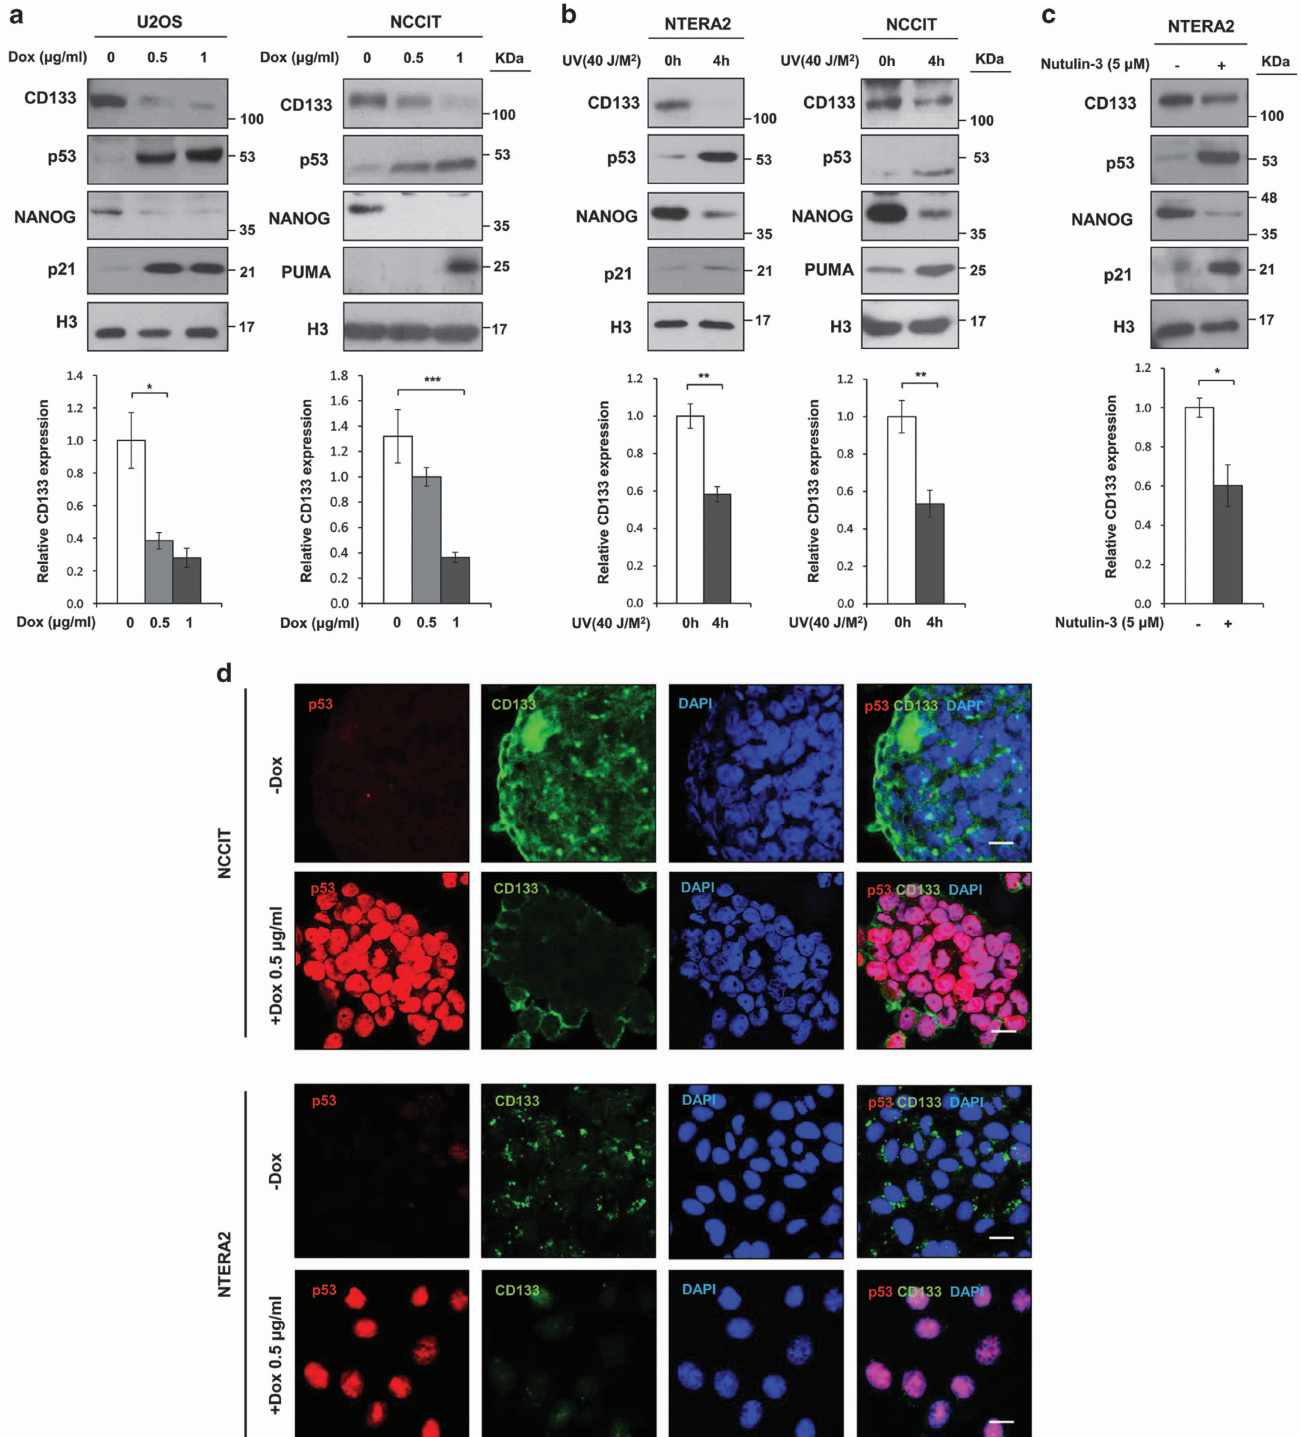 a
U2OS
Dox (µg/ml) 0 0.5 1
CD133
100
p53
53
NANOG
35
p21
21
H3
17
1.4
1.2
1.0
0.8
0.6
0.4
0.2
0.0
Relative CD133 expression
*
Dox (µg/ml) 0 0.5 1
NCCIT
Dox (µg/ml) 0 0.5 1 KDa
CD133
100
p53
53
NANOG
35
PUMA
25
H3
17
1.8
1.6
1.4
1.2
1.0
0.8
0.6
0.4
0.2
0.0
Relative CD133 expression
***
Dox (µg/ml) 0 0.5 1
b
NTERA2
UV(40 J/M²) 0h 4h
CD133
100
p53
53
NANOG
35
p21
21
H3
17
1.2
1.0
0.8
0.6
0.4
0.2
0.0
Relative CD133 expression
**
UV(40 J/M²) 0h 4h
NCCIT
UV(40 J/M²) 0h 4h KDa
CD133
100
p53
53
NANOG
35
PUMA
25
H3
17
1.2
1.0
0.8
0.6
0.4
0.2
0.0
Relative CD133 expression
**
UV(40 J/M²) 0h 4h
c
NTERA2
Nutulin-3 (5 µM) - + KDa
CD133
100
p53
53
48
NANOG
35
p21
21
H3
17
1.2
1.0
0.8
0.6
0.4
0.2
0.0
Relative CD133 expression
*
Nutulin-3 (5 µM) - +
d
NCCIT
-Dox
p53
CD133
DAPI
p53 CD133 DAPI
+Dox 0.5 µg/ml
p53
CD133
DAPI
p53 CD133 DAPI
NTERA2
-Dox
p53
CD133
DAPI
p53 CD133 DAPI
+Dox 0.5 µg/ml
p53
CD133
DAPI
p53 CD133 DAPI